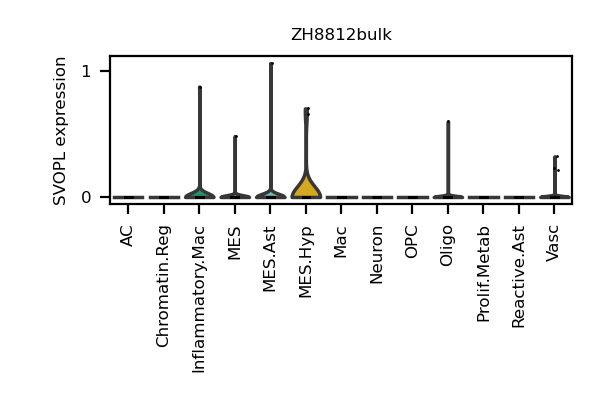 ZH8812bulk
SVOPL expression
1
0
AC
Chromatin.Reg
Inflammatory.Mac
MES
MES.Ast
MES.Hyp
Mac
Neuron
OPC
Oligo
Prolif.Metab
Reactive.Ast
Vasc